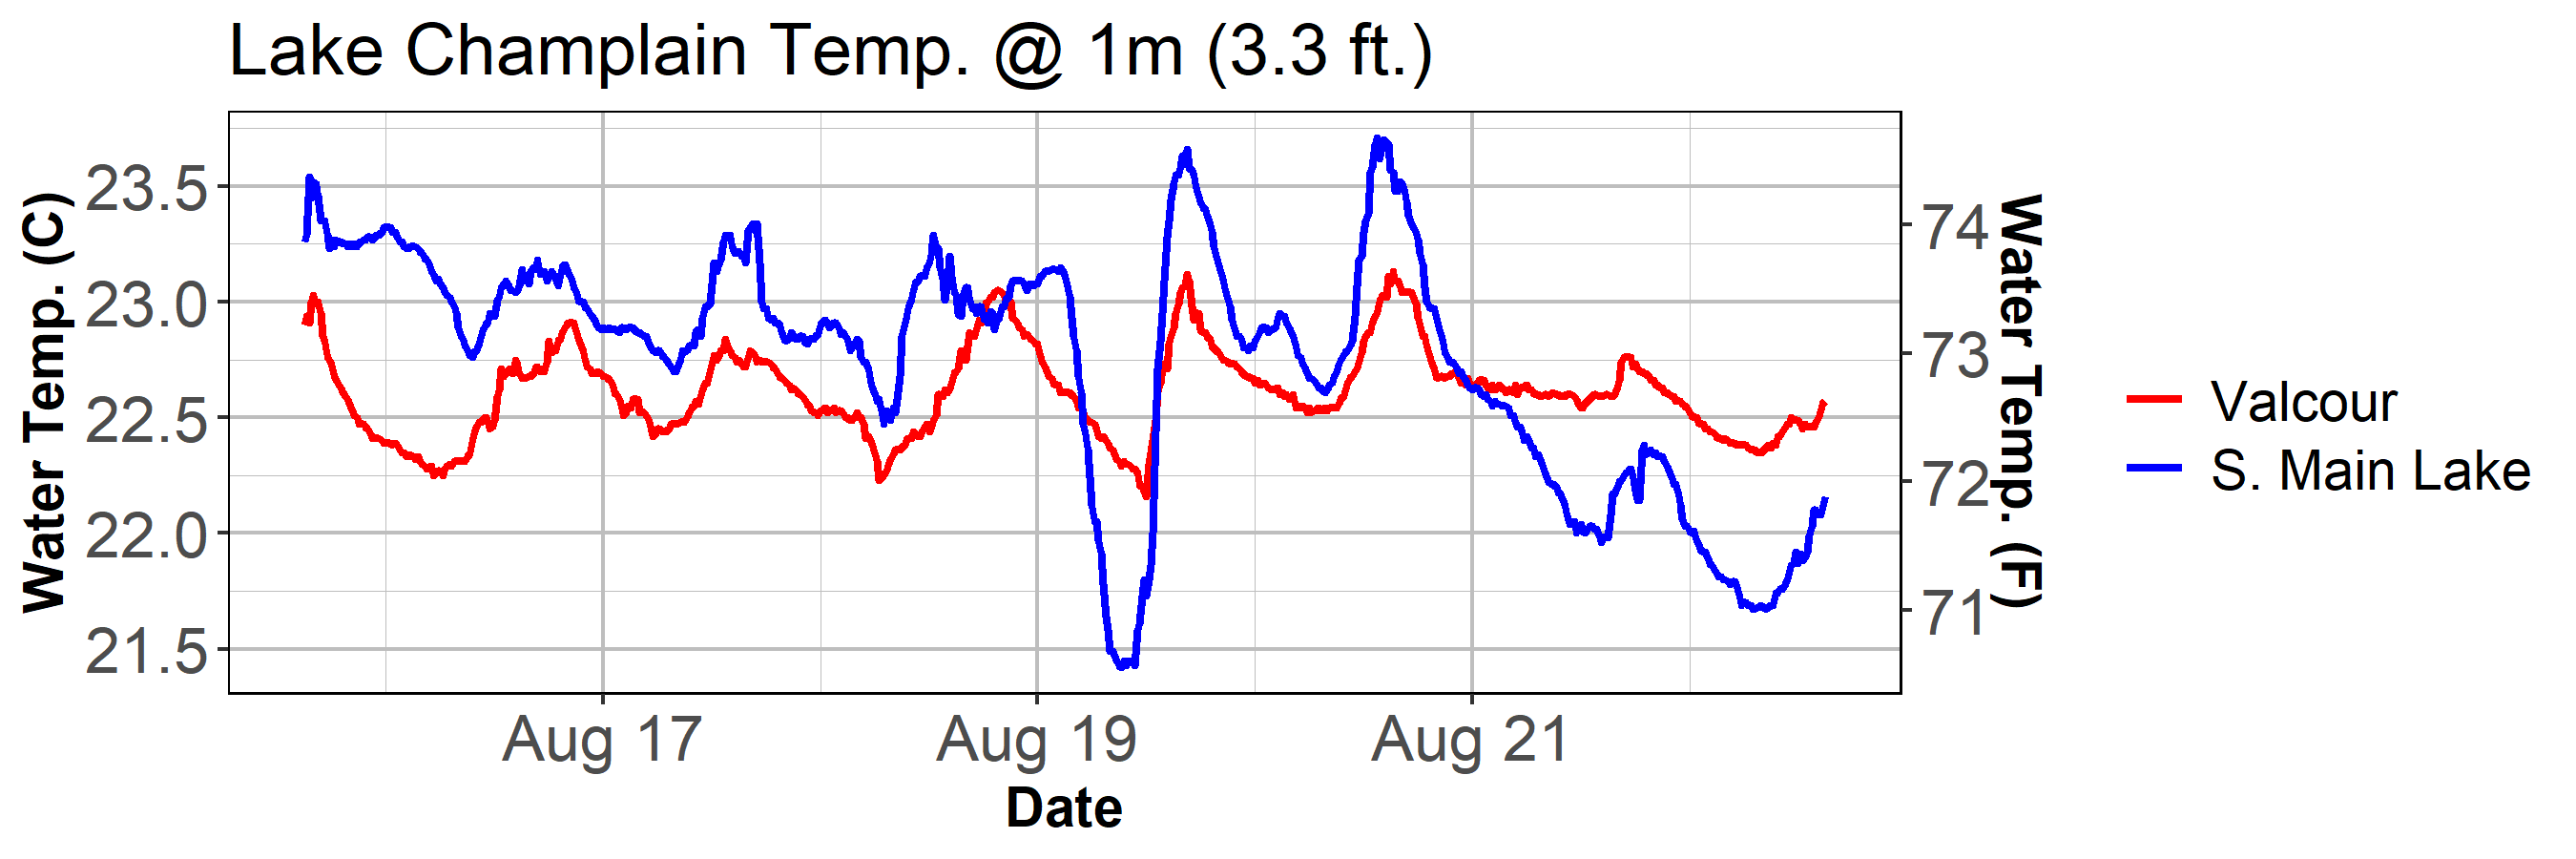 Lake Champlain Temp. @ 1m (3.3 ft.)
Water Temp. (C)
23.5
23.0
22.5
22.0
21.5
74
73
72
71
Water Temp. (F)
Aug 17
Aug 19
Aug 21
Date
Valcour
S. Main Lake